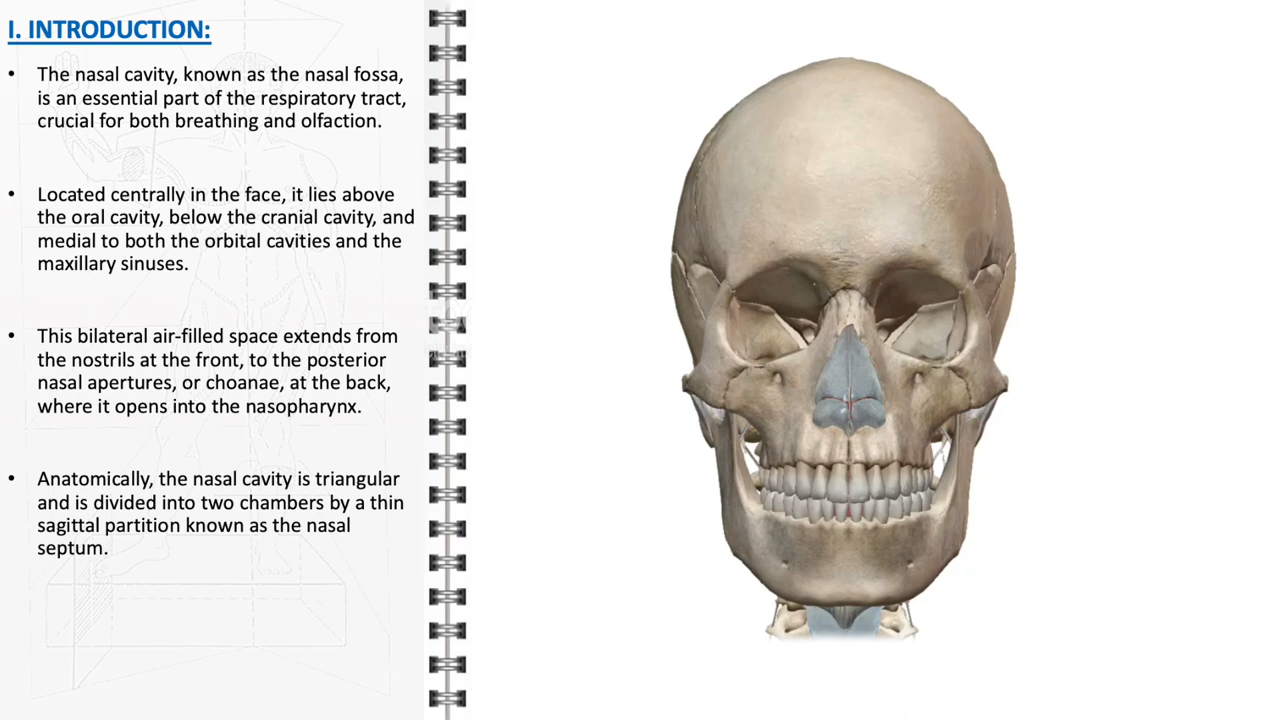 I. INTRODUCTION:
• The nasal cavity, known as the nasal fossa,
is an essential part of the respiratory tract,
crucial for both breathing and olfaction.
• Located centrally in the face, it lies above
the oral cavity, below the cranial cavity, and
medial to both the orbital cavities and the
maxillary sinuses.
• This bilateral air-filled space extends from
the nostrils at the front, to the posterior
nasal apertures, or choanae, at the back,
where it opens into the nasopharynx.
• Anatomically, the nasal cavity is triangular
and is divided into two chambers by a thin
sagittal partition known as the nasal
septum.